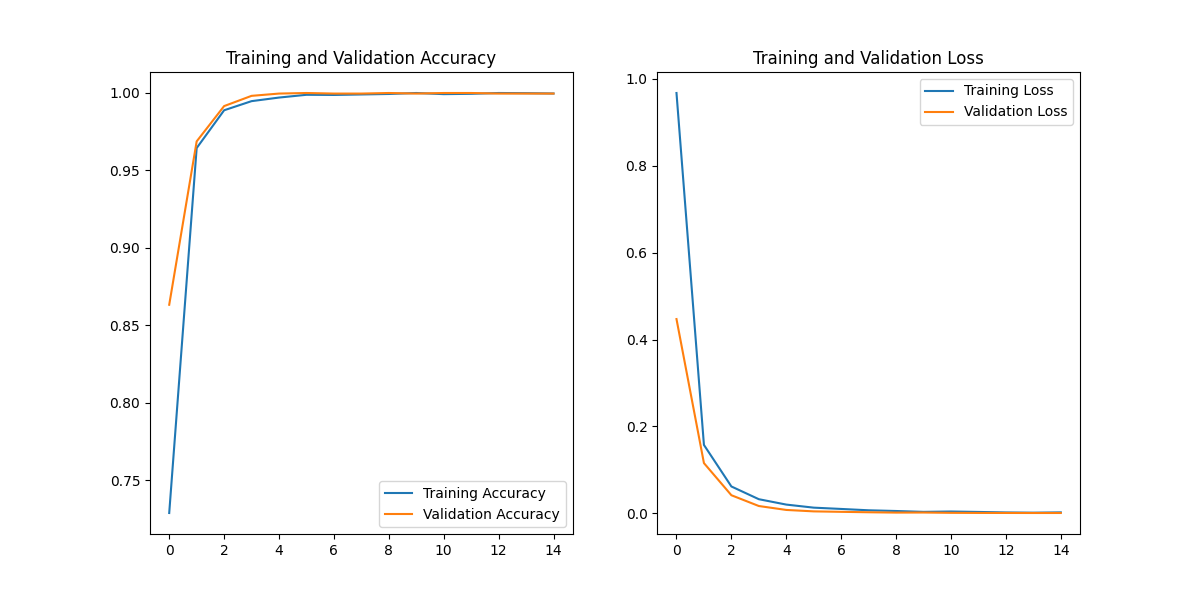 Training and Validation Accuracy
1.00
0.95
0.90
0.85
0.80
0.75
Training Accuracy
Validation Accuracy
0 2 4 6 8 10 12 14
Training and Validation Loss
1.0
0.8
0.6
0.4
0.2
0.0
Training Loss
Validation Loss
0 2 4 6 8 10 12 14